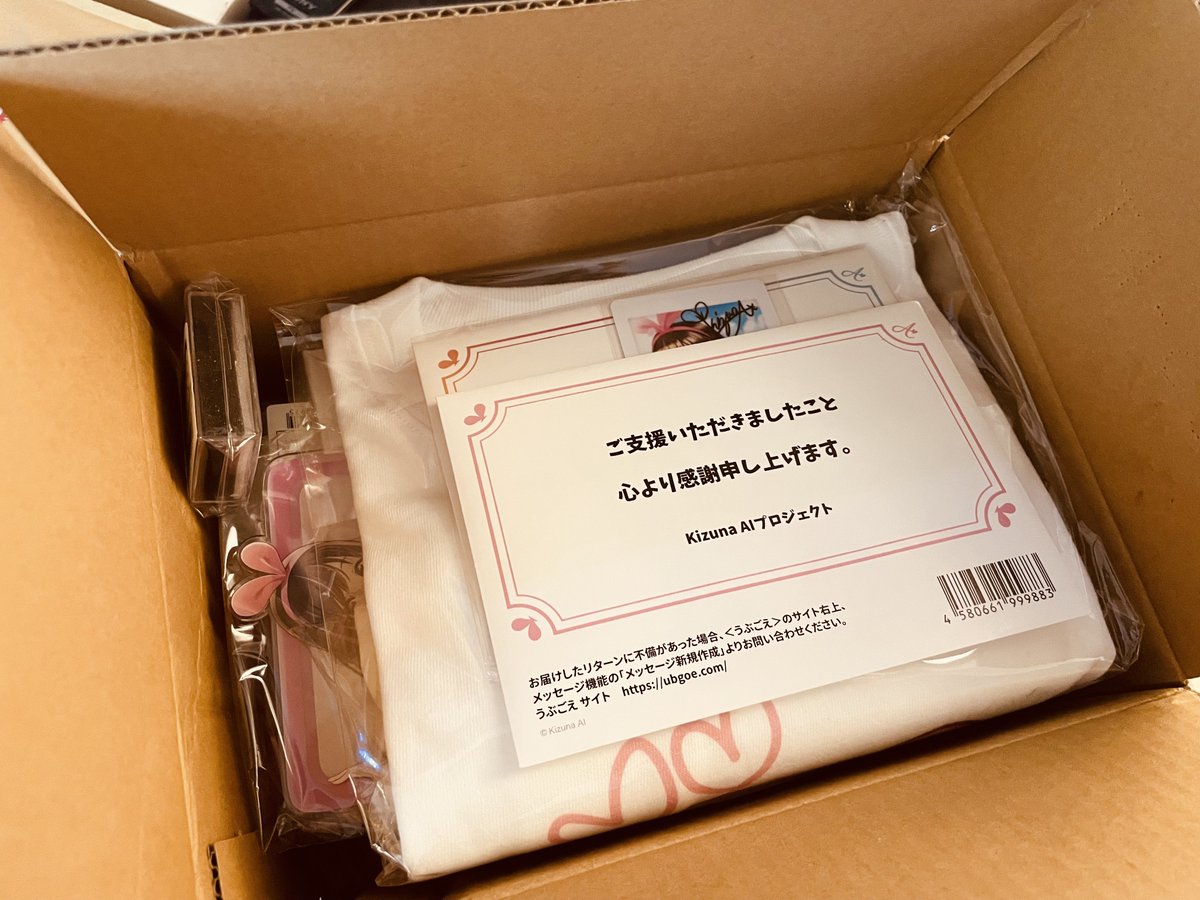 ご支援いただきましたこと
心より感謝申し上げます。
Kizuna AIプロジェクト
4 580661 999883
お届けしたリターンに不備があった場合、<うぶごえ>のサイト右上、
メッセージ機能の「メッセージ新規作成」よりお問い合わせください。
うぶごえ サイト https://ubgoe.com/
© Kizuna AI